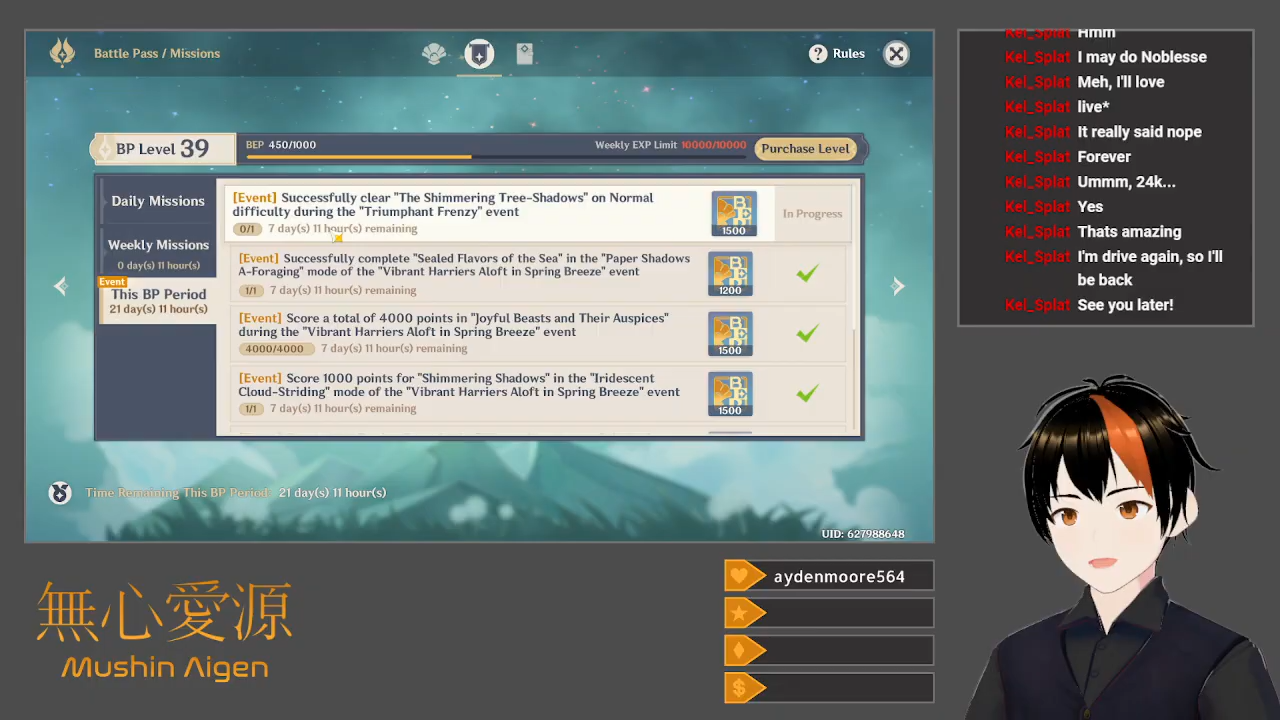 Battle Pass / Missions
? Rules
BP Level 39
BEP 450/1000
Weekly EXP Limit 10000/10000
Purchase Level
Daily Missions
Weekly Missions
0 day(s) 11 hour(s)
Event
This BP Period
21 day(s) 11 hour(s)
[Event] Successfully clear "The Shimmering Tree-Shadows" on Normal
difficulty during the "Triumphant Frenzy" event
0/1 7 day(s) 11 hour(s) remaining
1500
In Progress
[Event] Successfully complete "Sealed Flavors of the Sea" in the "Paper Shadows
A-Foraging" mode of the "Vibrant Harriers Aloft in Spring Breeze" event
1/1 7 day(s) 11 hour(s) remaining
1200
[Event] Score a total of 4000 points in "Joyful Beasts and Their Auspices"
during the "Vibrant Harriers Aloft in Spring Breeze" event
4000/4000 7 day(s) 11 hour(s) remaining
1500
[Event] Score 1000 points for "Shimmering Shadows" in the "Iridescent
Cloud-Striding" mode of the "Vibrant Harriers Aloft in Spring Breeze" event
1/1 7 day(s) 11 hour(s) remaining
1500
Time Remaining This BP Period: 21 day(s) 11 hour(s)
UID: 627988648
Kel_Splat Hmm
Kel_Splat I may do Noblesse
Kel_Splat Meh, I'll love
Kel_Splat live*
Kel_Splat It really said nope
Kel_Splat Forever
Kel_Splat Ummm, 24k...
Kel_Splat Yes
Kel_Splat Thats amazing
Kel_Splat I'm drive again, so I'll
be back
Kel_Splat See you later!
無心愛源
Mushin Aigen
aydenmoore564
$